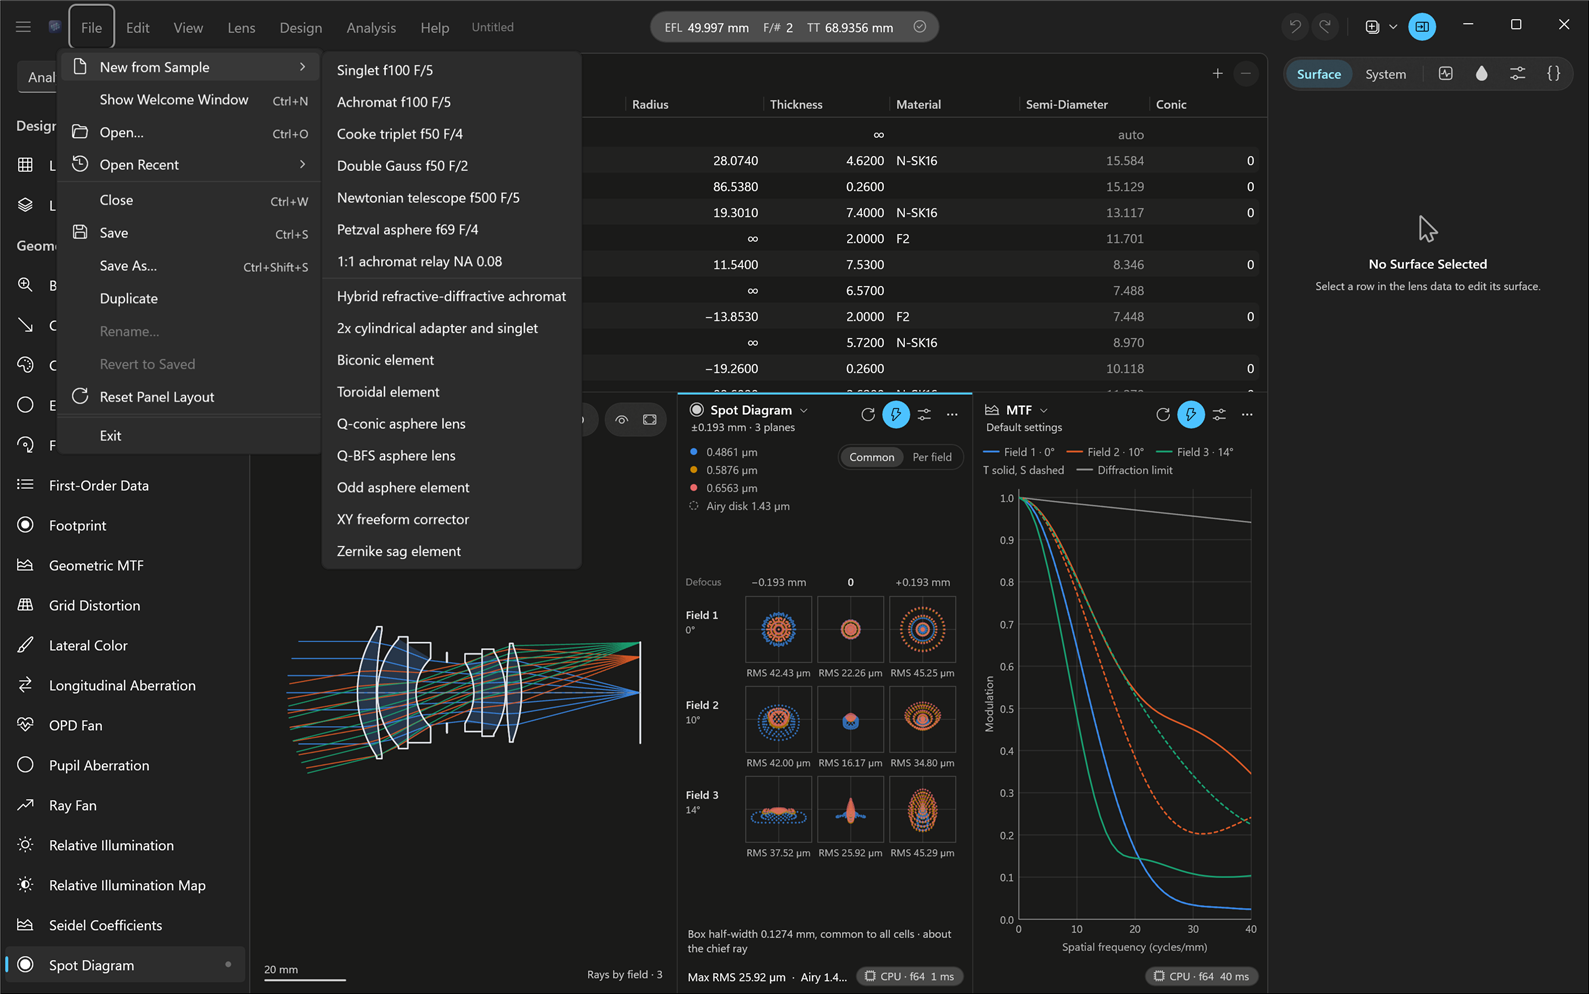 File Edit View Lens Design Analysis Help Untitled
EFL 49.997 mm F/# 2 TT 68.9356 mm
New from Sample
Show Welcome Window Ctrl+N
Open... Ctrl+O
Open Recent
Close Ctrl+W
Save Ctrl+S
Save As... Ctrl+Shift+S
Duplicate
Rename...
Revert to Saved
Reset Panel Layout
Exit
Singlet f100 F/5
Achromat f100 F/5
Cooke triplet f50 F/4
Double Gauss f50 F/2
Newtonian telescope f500 F/5
Petzval asphere f69 F/4
1:1 achromat relay NA 0.08
Hybrid refractive-diffractive achromat
2x cylindrical adapter and singlet
Biconic element
Toroidal element
Q-conic asphere lens
Q-BFS asphere lens
Odd asphere element
XY freeform corrector
Zernike sag element
Anal
Desig
L
L
Geom
B
C
C
E
F
First-Order Data
Footprint
Geometric MTF
Grid Distortion
Lateral Color
Longitudinal Aberration
OPD Fan
Pupil Aberration
Ray Fan
Relative Illumination
Relative Illumination Map
Seidel Coefficients
Spot Diagram
Radius Thickness Material Semi-Diameter Conic
∞ auto
28.0740 4.6200 N-SK16 15.584 0
86.5380 0.2600 15.129 0
19.3010 7.4000 N-SK16 13.117 0
∞ 2.0000 F2 11.701
11.5400 7.5300 8.346 0
∞ 6.5700 7.488
−13.8530 2.0000 F2 7.448 0
∞ 5.7200 N-SK16 8.970
−19.2600 0.2600 10.118 0
20 mm
Rays by field · 3
Spot Diagram
±0.193 mm · 3 planes
0.4861 μm
0.5876 μm
0.6563 μm
Airy disk 1.43 μm
Common Per field
Defocus −0.193 mm 0 +0.193 mm
Field 1
0°
RMS 42.43 μm RMS 22.26 μm RMS 45.25 μm
Field 2
10°
RMS 42.00 μm RMS 16.17 μm RMS 34.80 μm
Field 3
14°
RMS 37.52 μm RMS 25.92 μm RMS 45.29 μm
Box half-width 0.1274 mm, common to all cells · about
the chief ray
Max RMS 25.92 μm · Airy 1.4...
CPU · f64 1 ms
MTF
Default settings
Field 1 · 0° Field 2 · 10° Field 3 · 14°
T solid, S dashed Diffraction limit
1.0
0.9
0.8
0.7
0.6
0.5
0.4
0.3
0.2
0.1
0.0
Modulation
0 10 20 30 40
Spatial frequency (cycles/mm)
CPU · f64 40 ms
Surface System
No Surface Selected
Select a row in the lens data to edit its surface.